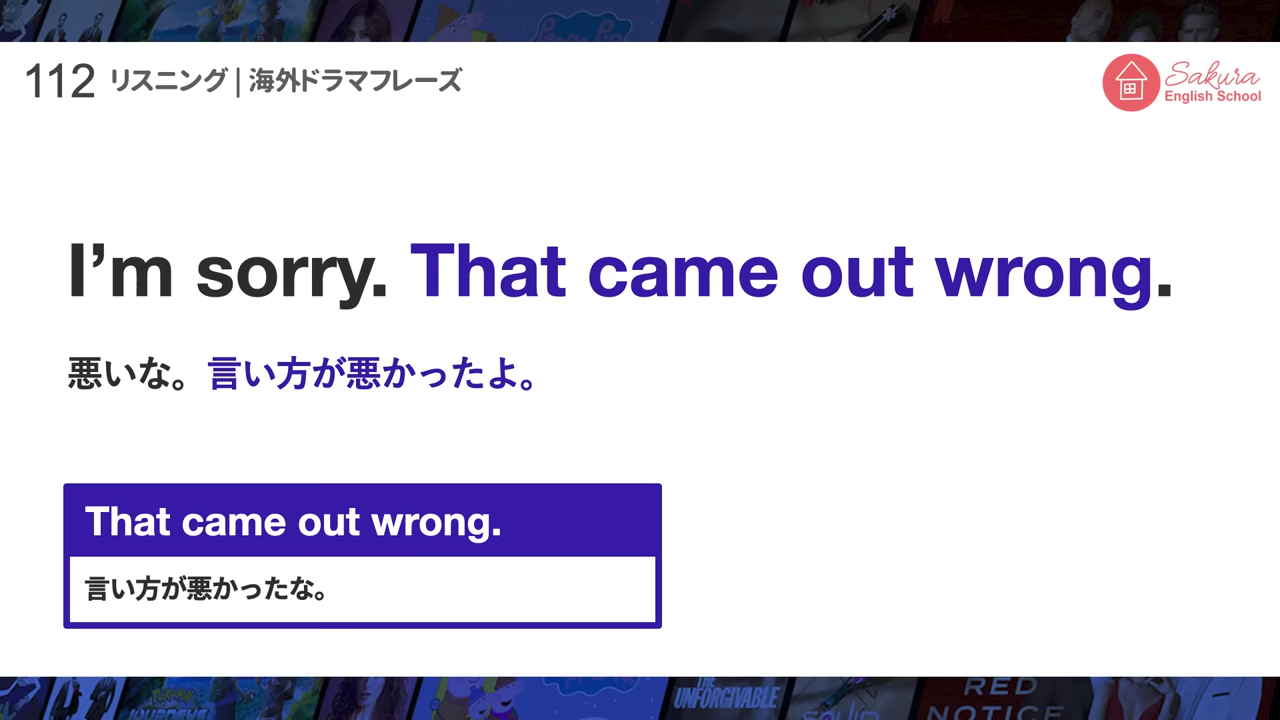 112 リスニング | 海外ドラマフレーズ
Sakura
English School
I’m sorry. That came out wrong.
悪いな。言い方が悪かったよ。
That came out wrong.
言い方が悪かったな。
THE
UNFORGIVABLE
RED
NOTICE